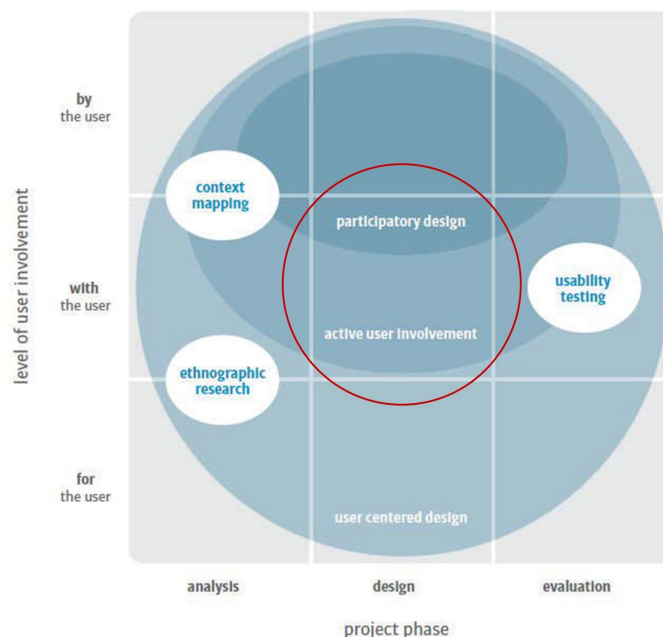 by
the user
context
mapping
participatory design
level of user involvement
with
the user
usability
testing
active user involvement
ethnographic
research
for
the user
user centered design
analysis
design
evaluation
project phase